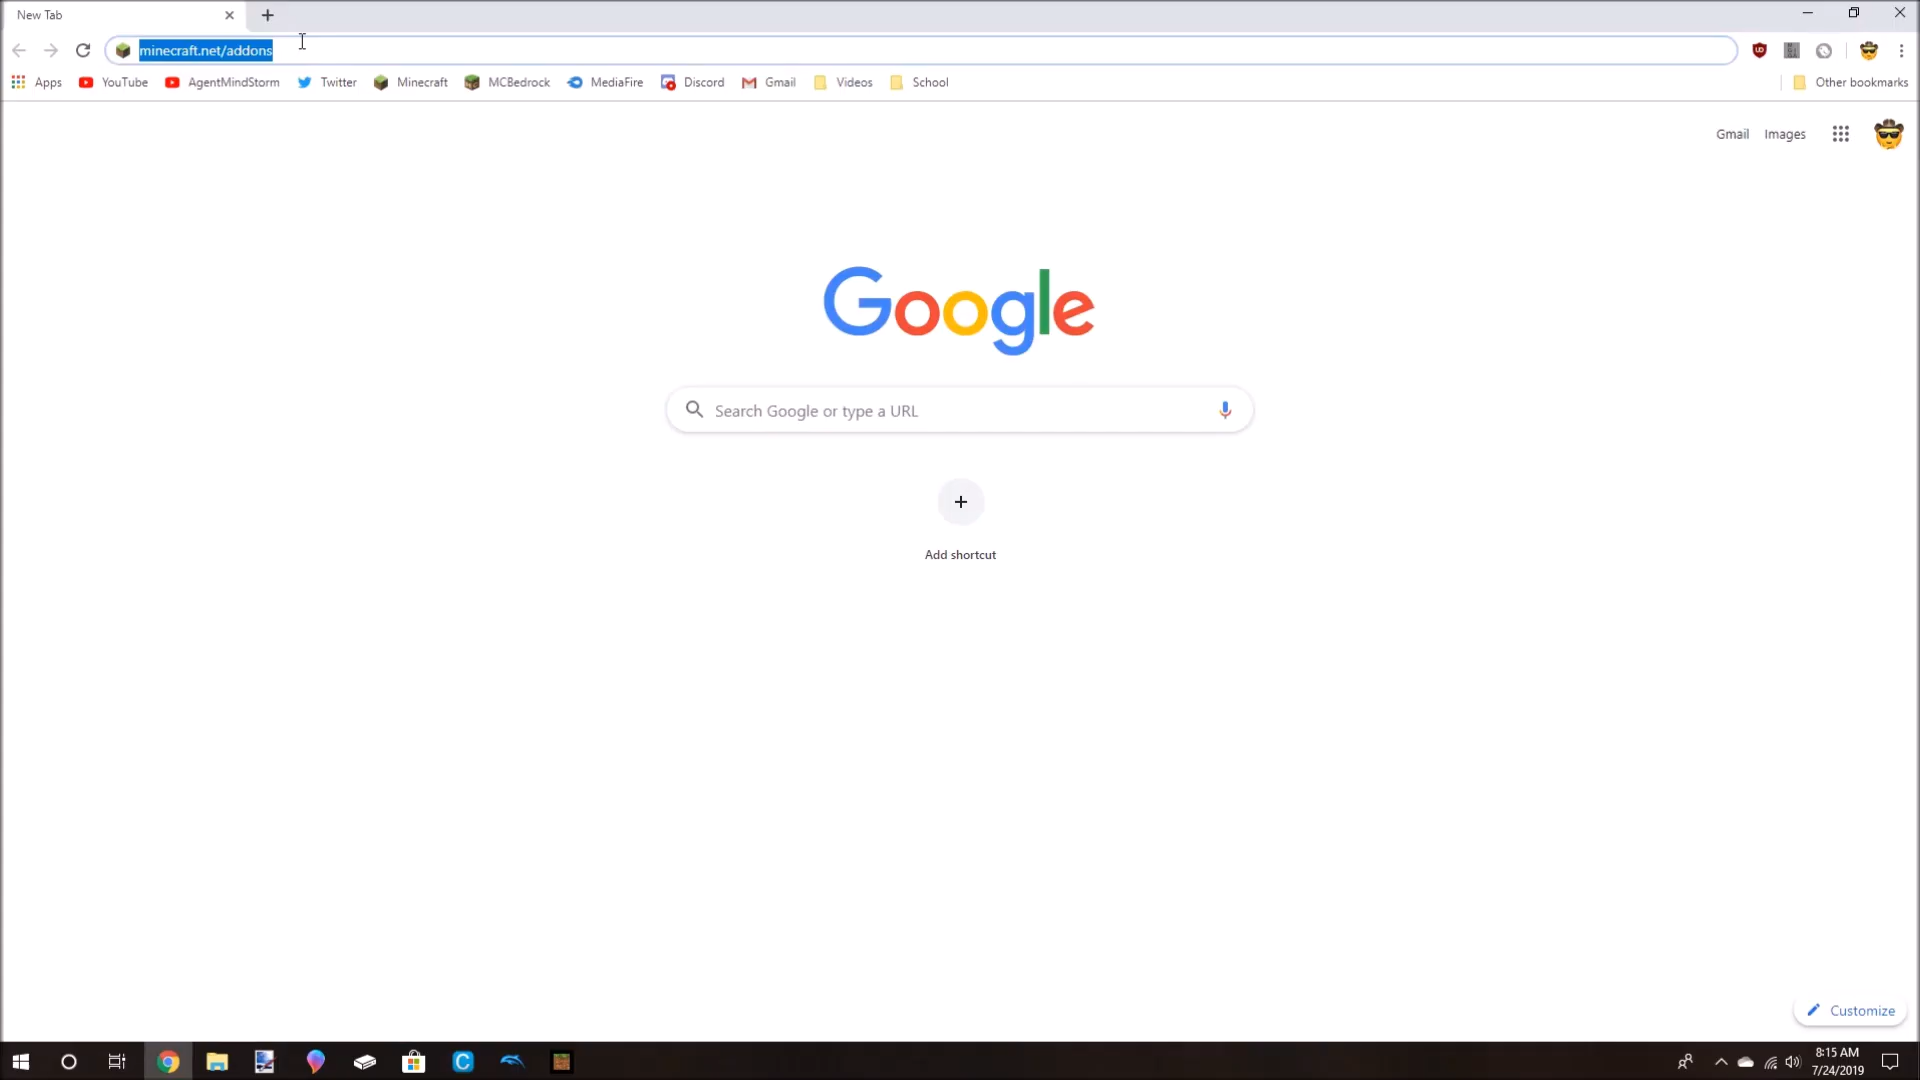 New Tab
minecraft.net/addons
Apps YouTube AgentMindStorm Twitter Minecraft MCBedrock MediaFire Discord Gmail Videos School Other bookmarks
Gmail Images
Google
Search Google or type a URL
Add shortcut
Customize
8:15 AM
7/24/2019